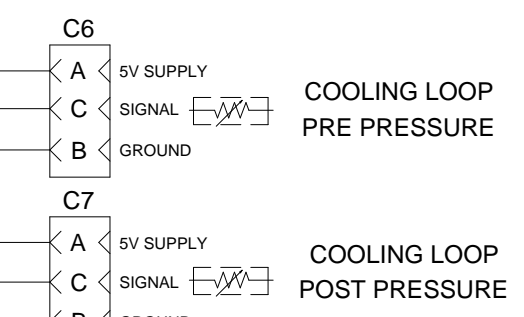 C6
A 5V SUPPLY
C SIGNAL
B GROUND
COOLING LOOP
PRE PRESSURE
C7
A 5V SUPPLY
C SIGNAL
COOLING LOOP
POST PRESSURE